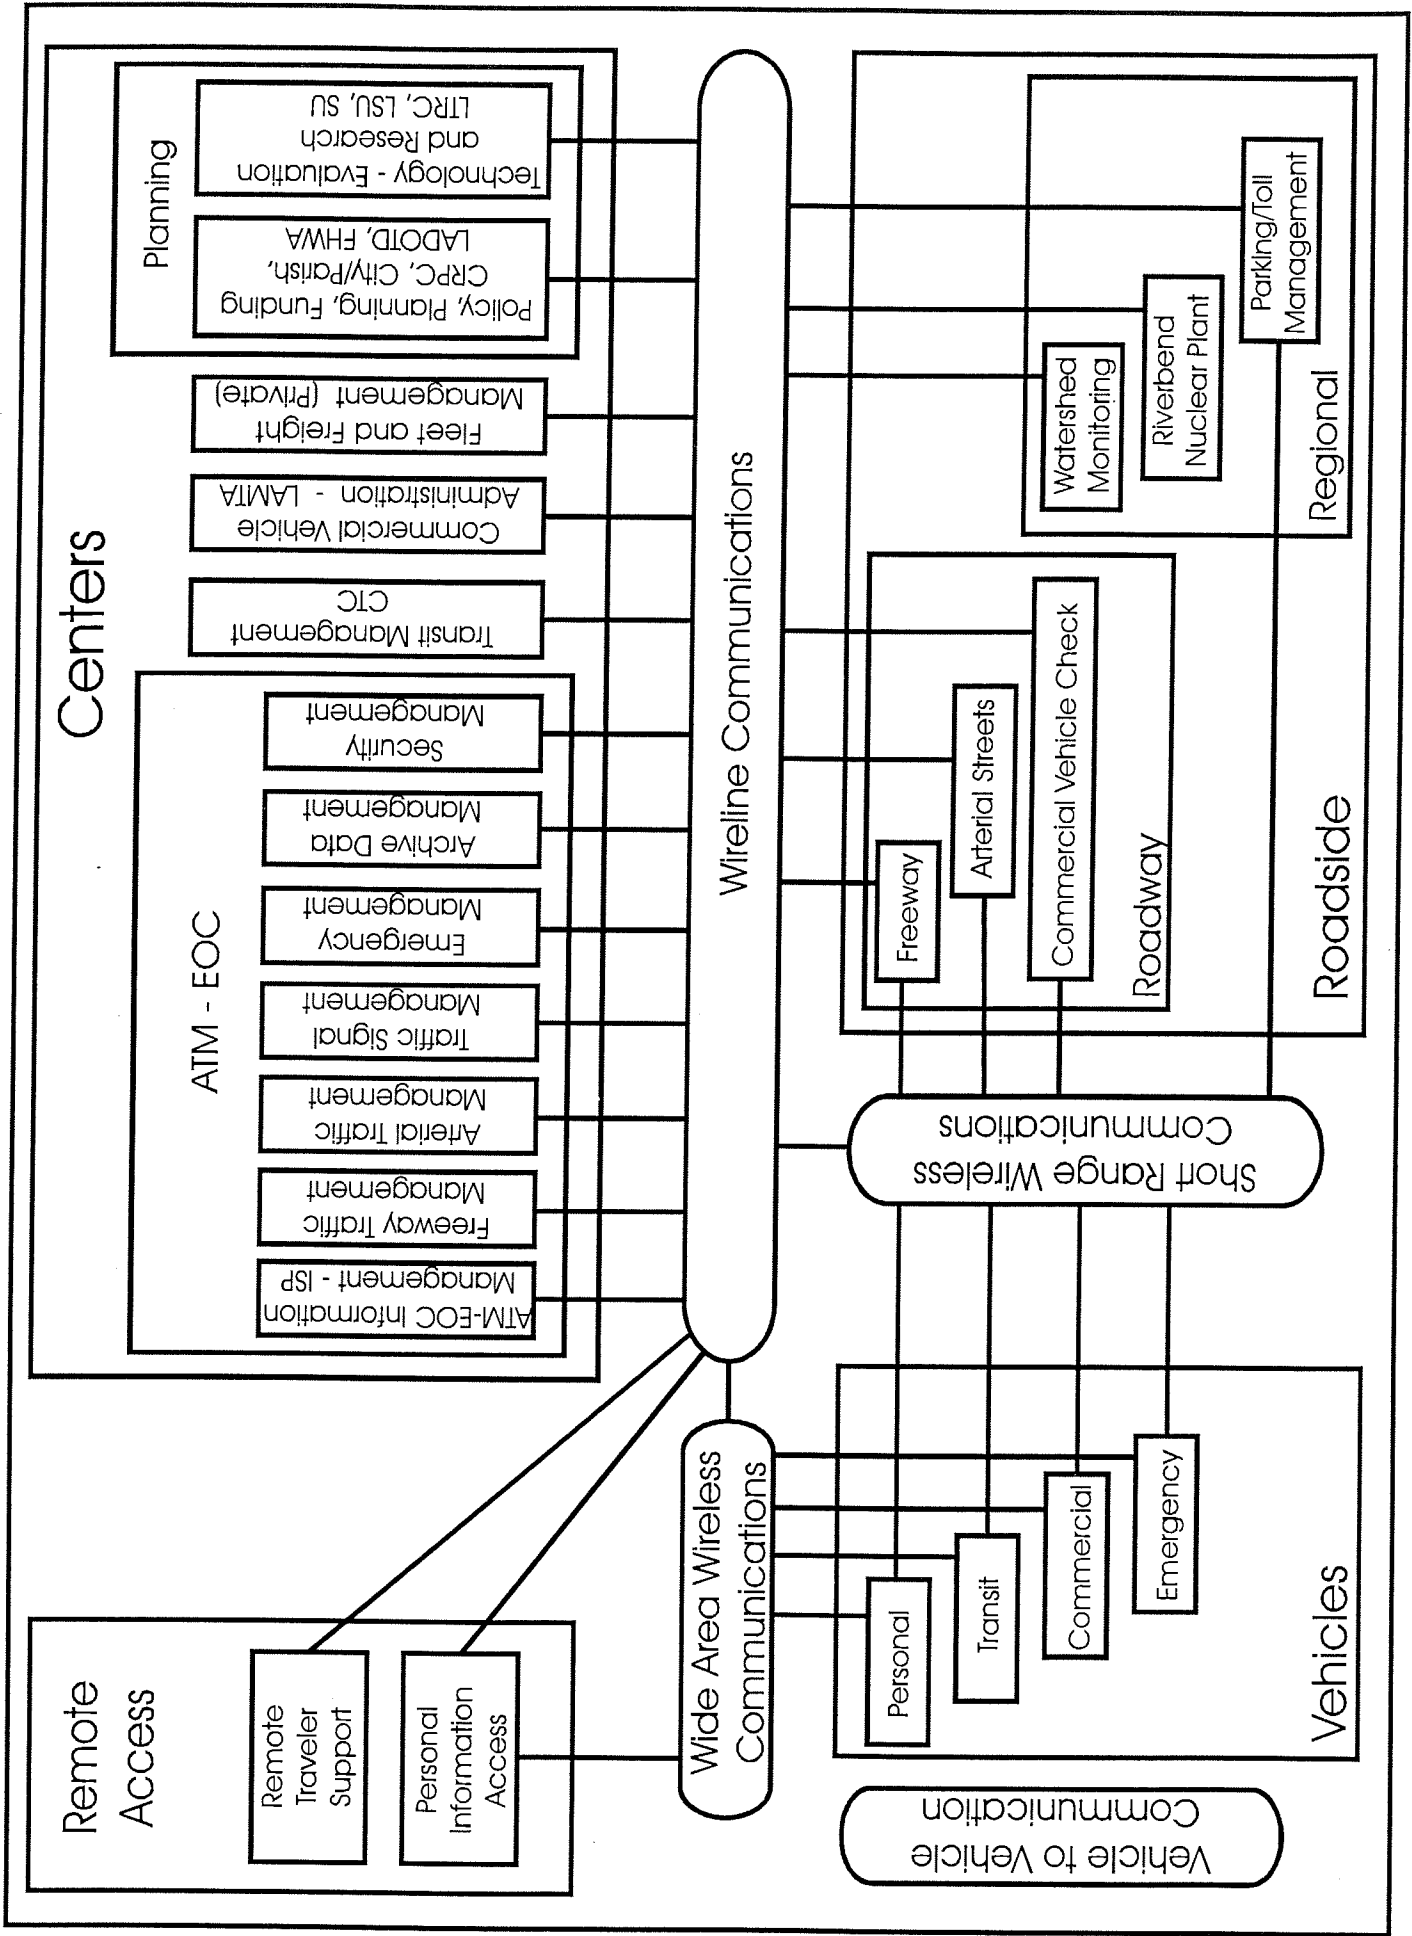 Remote
Access
Remote
Traveler
Support
Personal
Information
Access
Centers
ATM - EOC
ATM-EOC Information
Management - ISP
Freeway Traffic
Management
Arterial Traffic
Management
Traffic Signal
Management
Emergency
Management
Archive Data
Management
Security
Management
Transit Management
CTC
Commercial Vehicle
Administration - LAMTA
Fleet and Freight
Management (Private)
Planning
Policy, Planning, Funding
CRPC, City/Parish,
LADOTD, FHWA
Technology - Evaluation
and Research
LTRC, LSU, SU
Wide Area Wireless
Communications
Wireline Communications
Vehicle to Vehicle
Communication
Personal
Transit
Commercial
Emergency
Vehicles
Short Range Wireless
Communications
Freeway
Arterial Streets
Commercial Vehicle Check
Roadway
Watershed
Monitoring
Riverbend
Nuclear Plant
Parking/Toll
Management
Regional
Roadside